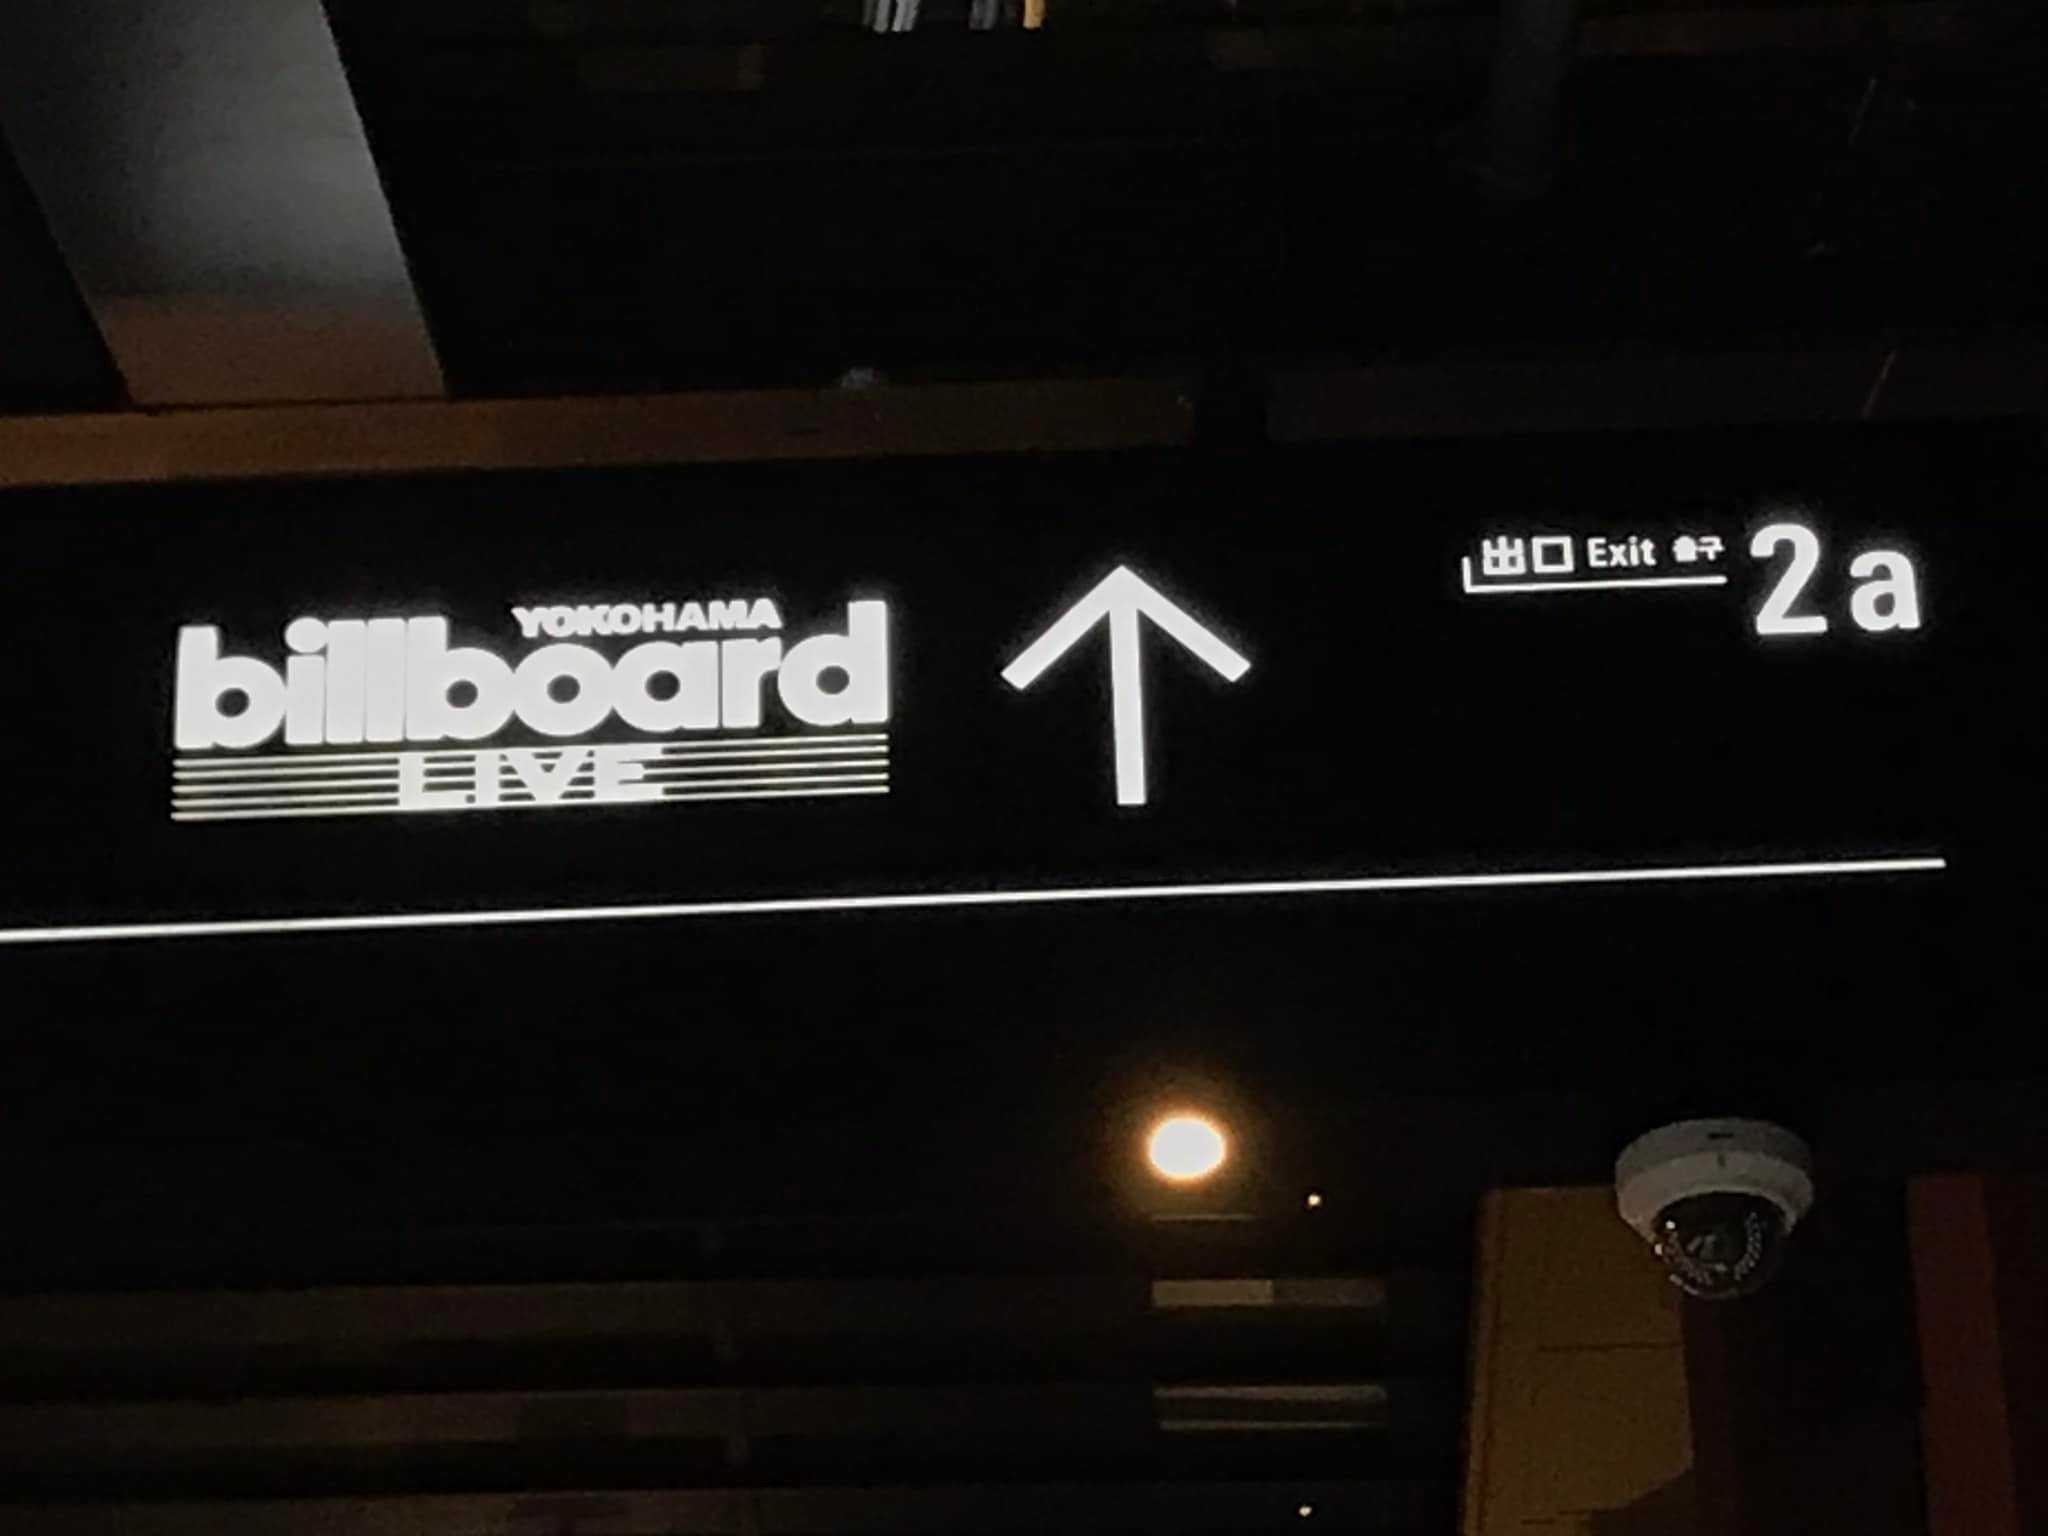 YOKOHAMA
billboard
LIVE
出口 Exit 출구 2a